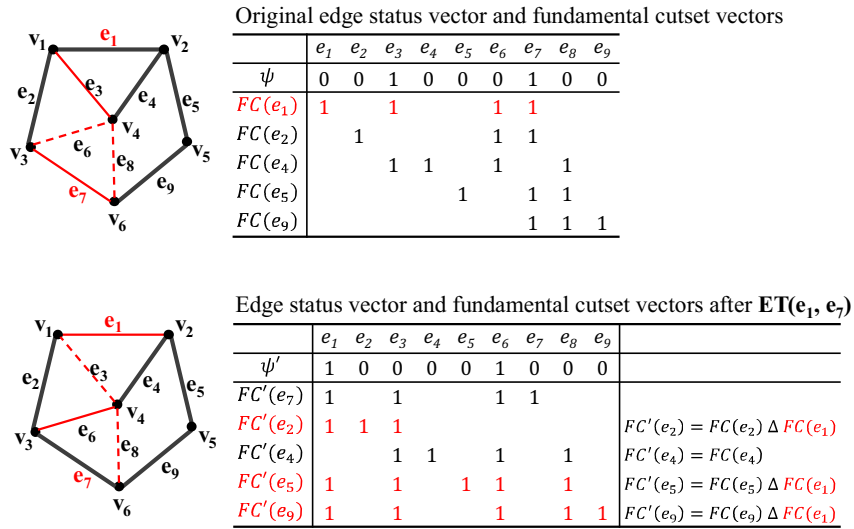 Original edge status vector and fundamental cutset vectors
v1 e1 v2
e2 e3 e4 e5
v3 e6 v4 e8 v5
e7 e9
v6
e1 e2 e3 e4 e5 e6 e7 e8 e9
ψ 0 0 1 0 0 0 1 0 0
FC(e1) 1 1 1 1
FC(e2) 1 1 1
FC(e4) 1 1 1 1
FC(e5) 1 1 1
FC(e9) 1 1 1
Edge status vector and fundamental cutset vectors after ET(e1, e7)
v1 e1 v2
e2 e3 e4 e5
v3 e6 v4 e8 v5
e7 e9
v6
e1 e2 e3 e4 e5 e6 e7 e8 e9
ψ′ 1 0 0 0 0 1 0 0 0
FC′(e7) 1 1 1 1
FC′(e2) 1 1 1 FC′(e2) = FC(e2) Δ FC(e1)
FC′(e4) 1 1 1 1 FC′(e4) = FC(e4)
FC′(e5) 1 1 1 1 1 FC′(e5) = FC(e5) Δ FC(e1)
FC′(e9) 1 1 1 1 1 FC′(e9) = FC(e9) Δ FC(e1)